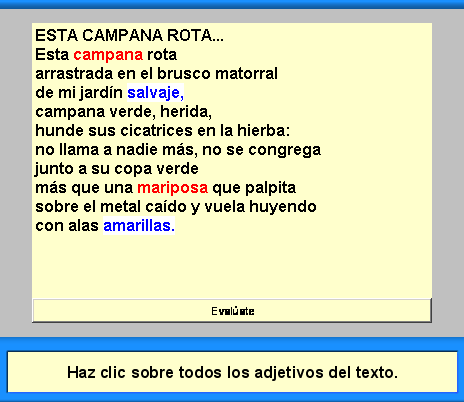 ESTA CAMPANA ROTA...
Esta campana rota
arrastrada en el brusco matorral
de mi jardín salvaje,
campana verde, herida,
hunde sus cicatrices en la hierba:
no llama a nadie más, no se congrega
junto a su copa verde
más que una mariposa que palpita
sobre el metal caído y vuela huyendo
con alas amarillas.
Evalúate
Haz clic sobre todos los adjetivos del texto.